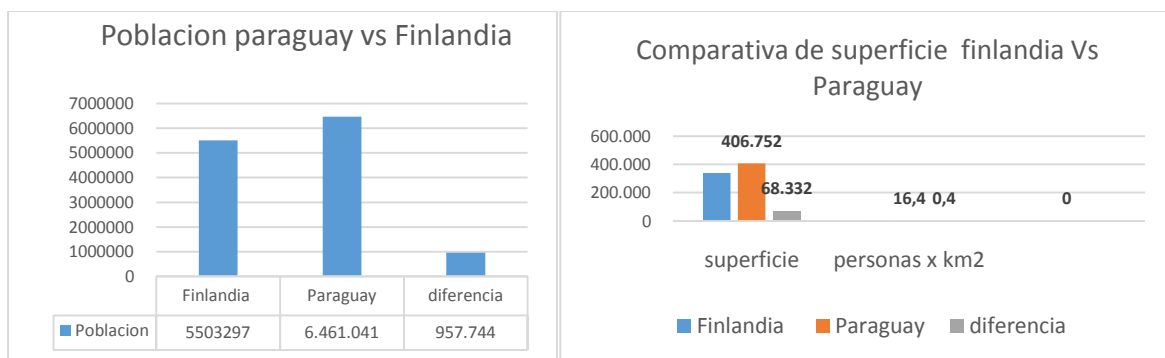 Poblacion paraguay vs Finlandia
7000000
6000000
5000000
4000000
3000000
2000000
1000000
0
Finlandia Paraguay diferencia
Poblacion 5503297 6.461.041 957.744
Comparativa de superficie finlandia Vs
Paraguay
600.000
400.000
200.000
0
406.752
68.332
16,4 0,4 0
superficie personas x km2
Finlandia Paraguay diferencia